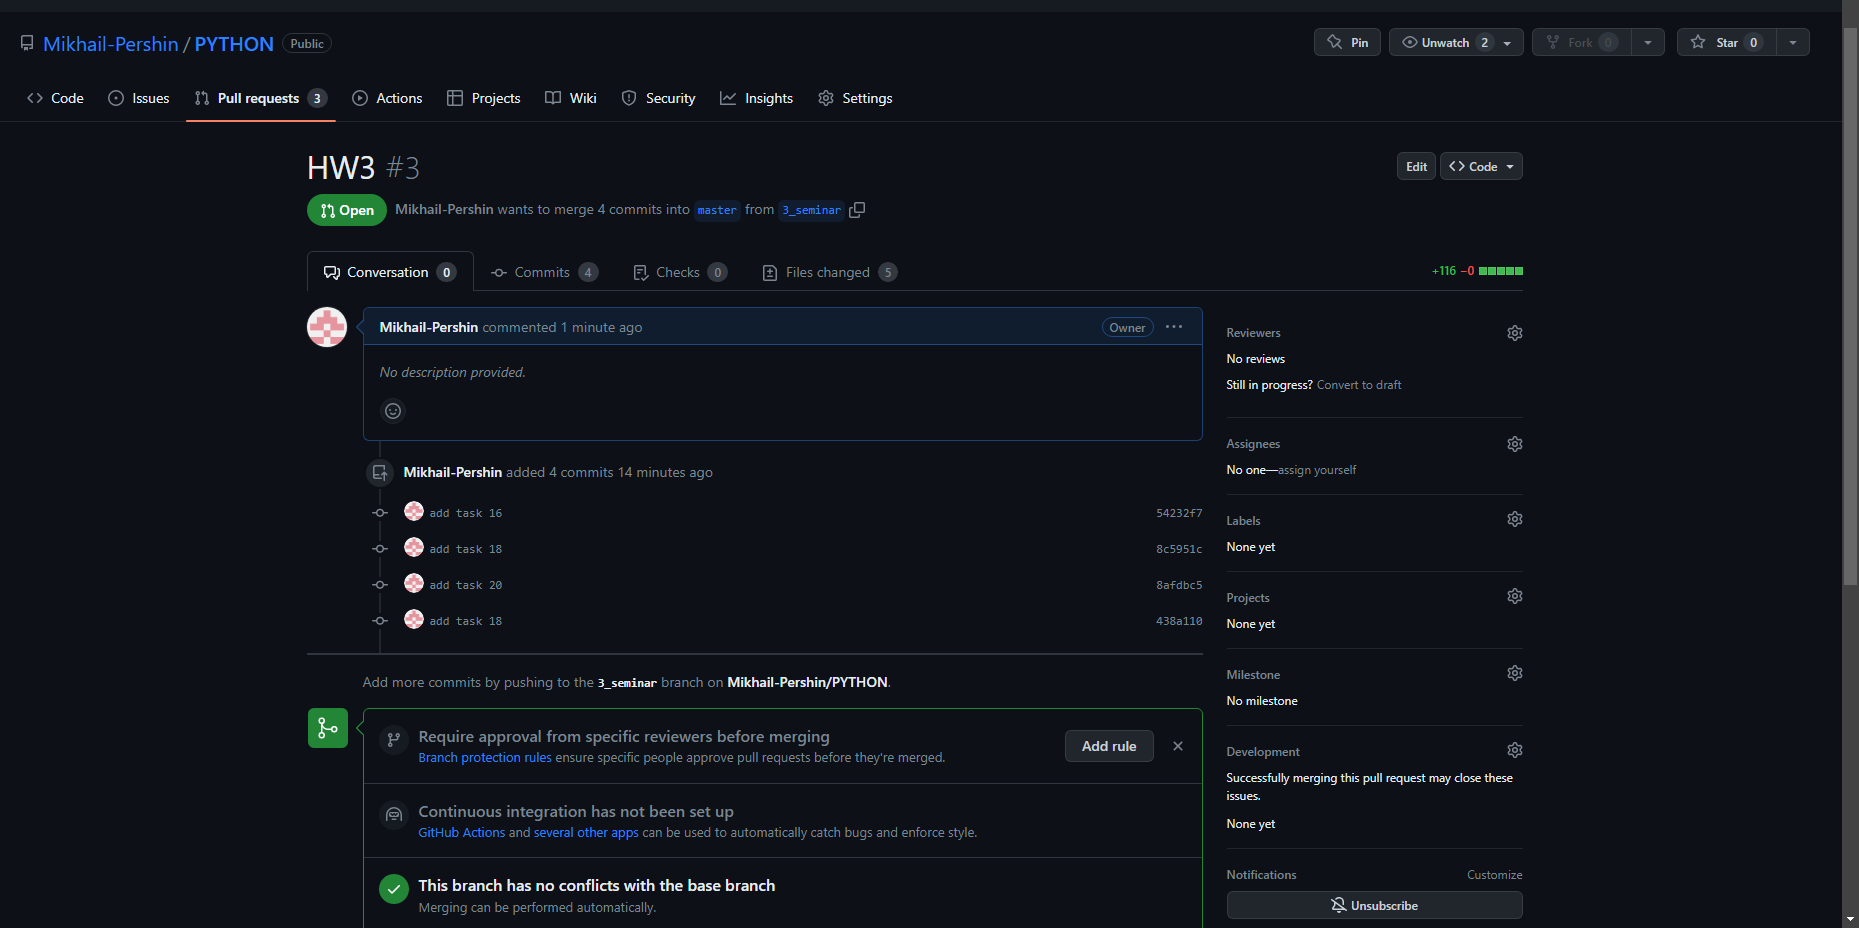 Mikhail-Pershin / PYTHON Public
Pin Unwatch 2 Fork 0 Star 0
Code Issues Pull requests 3 Actions Projects Wiki Security Insights Settings
HW3 #3
Edit Code
Open Mikhail-Pershin wants to merge 4 commits into master from 3_seminar
Conversation 0 Commits 4 Checks 0 Files changed 5
+116 −0
Mikhail-Pershin commented 1 minute ago Owner ···
No description provided.
Mikhail-Pershin added 4 commits 14 minutes ago
add task 16 54232f7
add task 18 8c5951c
add task 20 8afdbc5
add task 18 438a110
Add more commits by pushing to the 3_seminar branch on Mikhail-Pershin/PYTHON.
Require approval from specific reviewers before merging
Branch protection rules ensure specific people approve pull requests before they're merged.
Add rule
Continuous integration has not been set up
GitHub Actions and several other apps can be used to automatically catch bugs and enforce style.
This branch has no conflicts with the base branch
Merging can be performed automatically.
Reviewers
No reviews
Still in progress? Convert to draft
Assignees
No one—assign yourself
Labels
None yet
Projects
None yet
Milestone
No milestone
Development
Successfully merging this pull request may close these
issues.
None yet
Notifications Customize
Unsubscribe